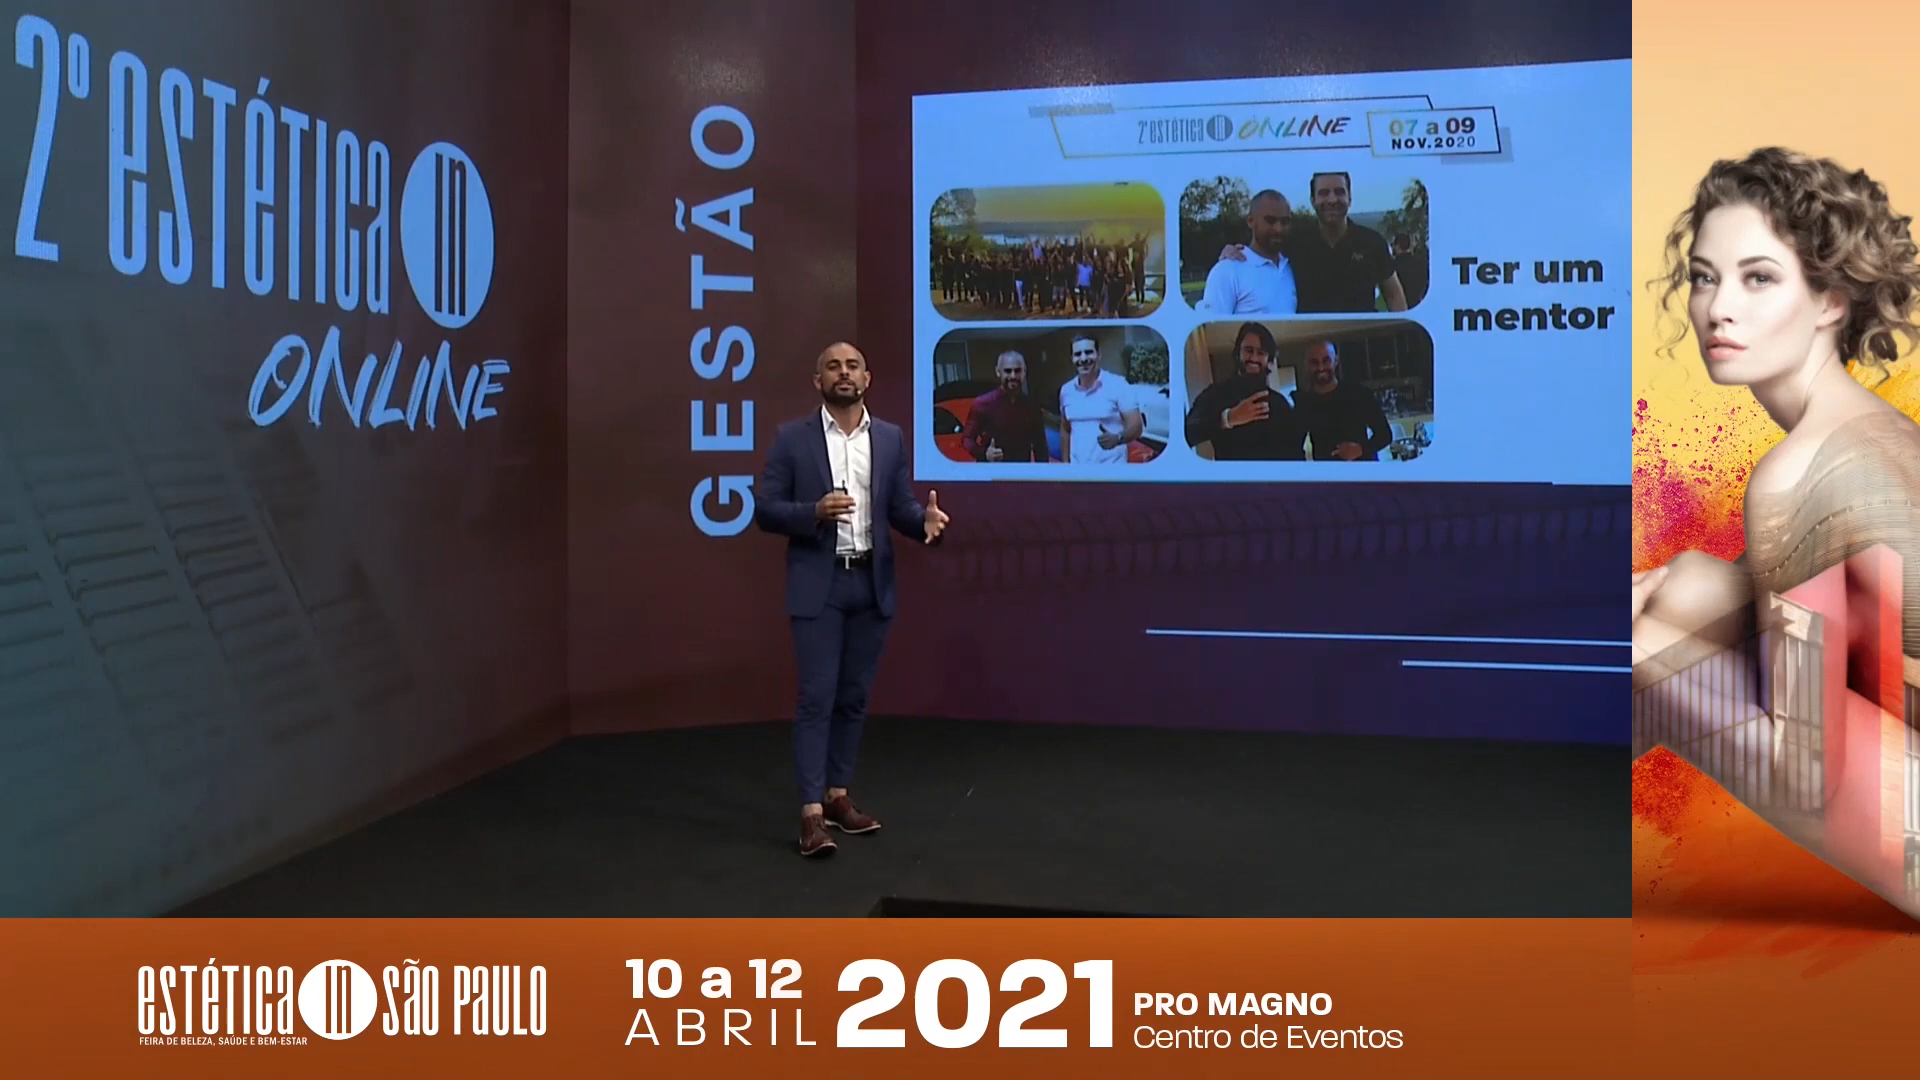 2º estética in
ONLINE
GESTÃO
2º estética in ONLINE
07 a 09
NOV.2020
Ter um
mentor
estética in são paulo
FEIRA DE BELEZA, SAÚDE E BEM-ESTAR
10 a 12
ABRIL
2021
PRO MAGNO
Centro de Eventos